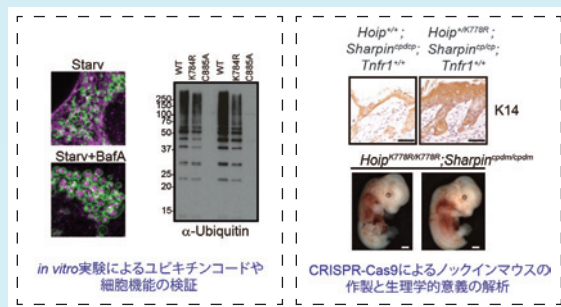 Starv
Starv+BafA
WT
K784R
C885A
WT
K784R
C885A
250
150
100
75
50
37
25
20
15
α-Ubiquitin
in vitro実験によるユビキチンコードや
細胞機能の検証
Hoip+/+;
Sharpincpdcp;
Tnfr1+/+
Hoip+/K778R;
Sharpincp/cp;
Tnfr1+/+
K14
HoipK778R/K778R;Sharpincpdm/cpdm
CRISPR-Cas9によるノックインマウスの
作製と生理学的意義の解析